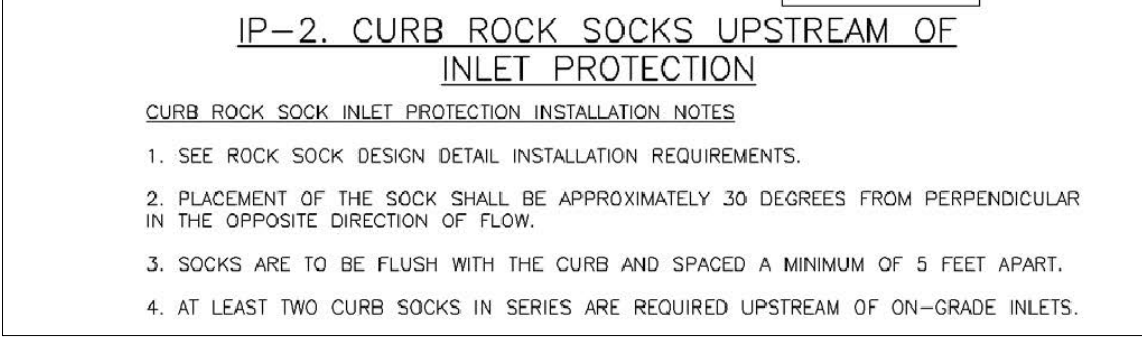 IP-2. CURB ROCK SOCKS UPSTREAM OF
INLET PROTECTION
CURB ROCK SOCK INLET PROTECTION INSTALLATION NOTES
1. SEE ROCK SOCK DESIGN DETAIL INSTALLATION REQUIREMENTS.
2. PLACEMENT OF THE SOCK SHALL BE APPROXIMATELY 30 DEGREES FROM PERPENDICULAR
IN THE OPPOSITE DIRECTION OF FLOW.
3. SOCKS ARE TO BE FLUSH WITH THE CURB AND SPACED A MINIMUM OF 5 FEET APART.
4. AT LEAST TWO CURB SOCKS IN SERIES ARE REQUIRED UPSTREAM OF ON-GRADE INLETS.